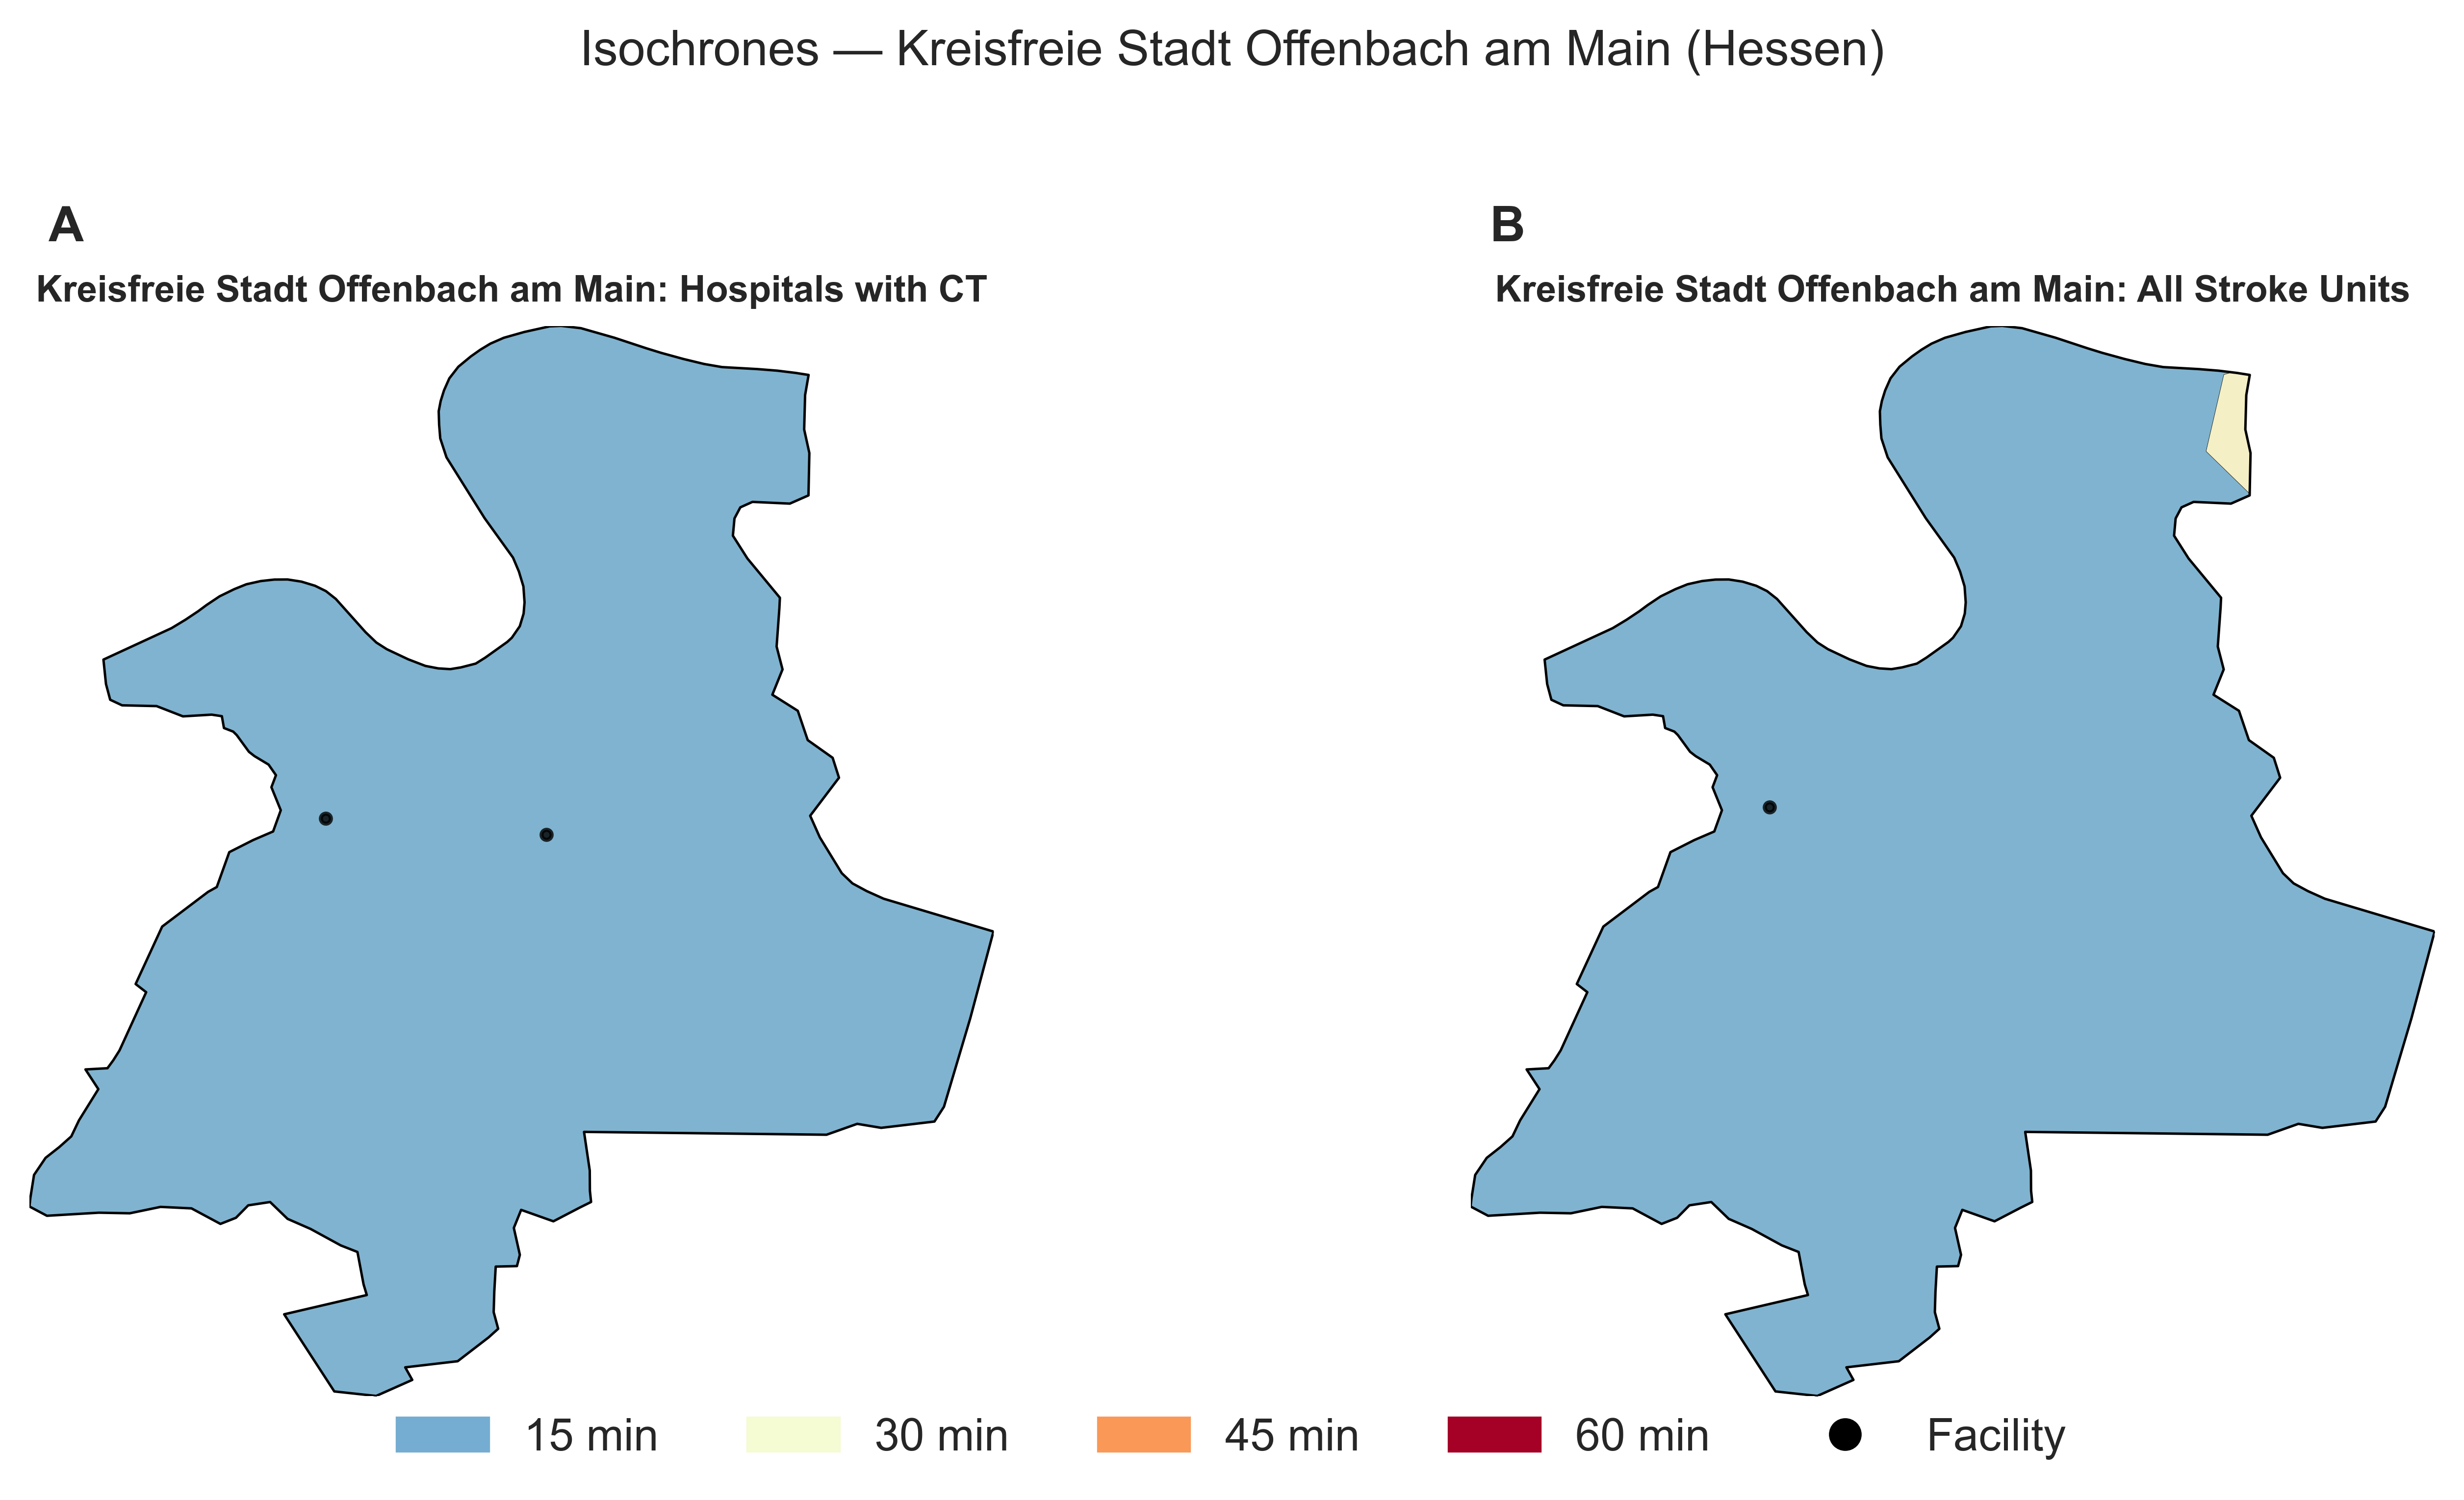 Isochrones — Kreisfreie Stadt Offenbach am Main (Hessen)
A
Kreisfreie Stadt Offenbach am Main: Hospitals with CT
B
Kreisfreie Stadt Offenbach am Main: All Stroke Units
15 min
30 min
45 min
60 min
Facility